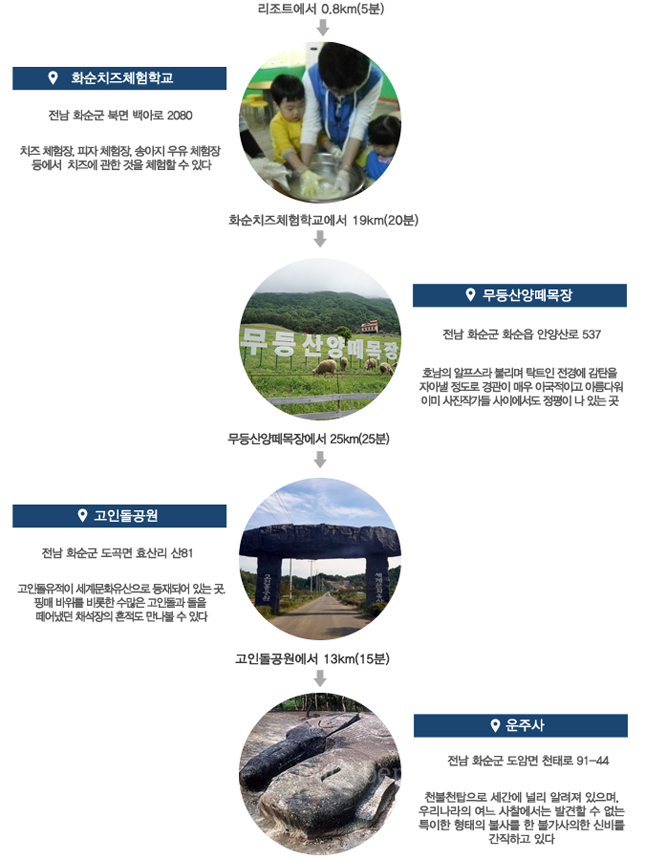 리조트에서 0.8km(5분)
화순치즈체험학교
전남 화순군 북면 백아로 2080
치즈 체험장, 피자 체험장, 송아지 우유 체험장
등에서 치즈에 관한 것을 체험할 수 있다
화순치즈체험학교에서 19km(20분)
무등산양떼목장
무등산양떼목장
전남 화순군 화순읍 안양산로 537
호남의 알프스라 불리며 탁트인 전경에 감탄을
자아낼 정도로 경관이 매우 이국적이고 아름다워
이미 사진작가들 사이에서도 정평이 나 있는 곳
무등산양떼목장에서 25km(25분)
고인돌공원
전남 화순군 도곡면 효산리 산81
고인돌유적이 세계문화유산으로 등재되어 있는 곳.
핑매 바위를 비롯한 수많은 고인돌과 돌을
떼어냈던 채석장의 흔적도 만나볼 수 있다
고인돌공원
고인돌공원에서 13km(15분)
운주사
전남 화순군 도암면 천태로 91-44
천불천탑으로 세간에 널리 알려져 있으며,
우리나라의 여느 사찰에서는 발견할 수 없는
특이한 형태의 불사를 한 불가사의한 신비를
간직하고 있다